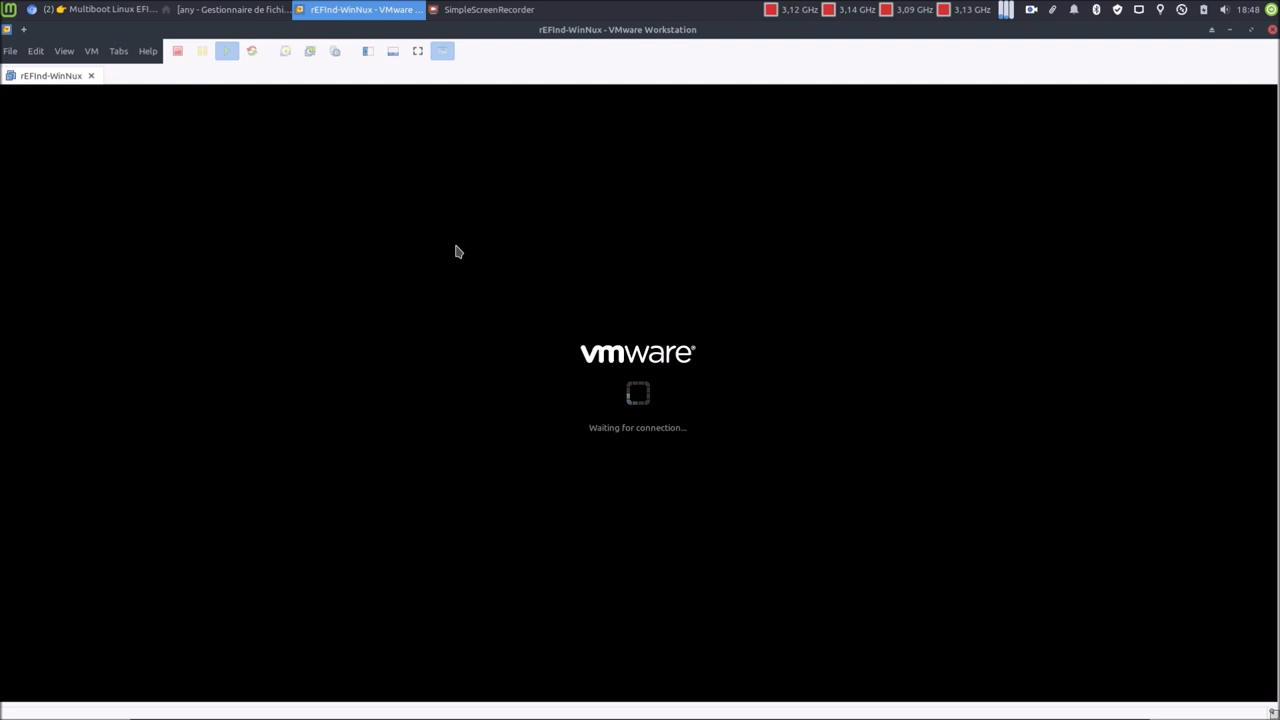 (2) 👉 Multiboot Linux EFI...
[any - Gestionnaire de fichi...
rEFInd-WinNux - VMware ...
SimpleScreenRecorder
3,12 GHz
3,14 GHz
3,09 GHz
3,13 GHz
18:48
rEFInd-WinNux - VMware Workstation
File Edit View VM Tabs Help
rEFInd-WinNux
vmware®
Waiting for connection...